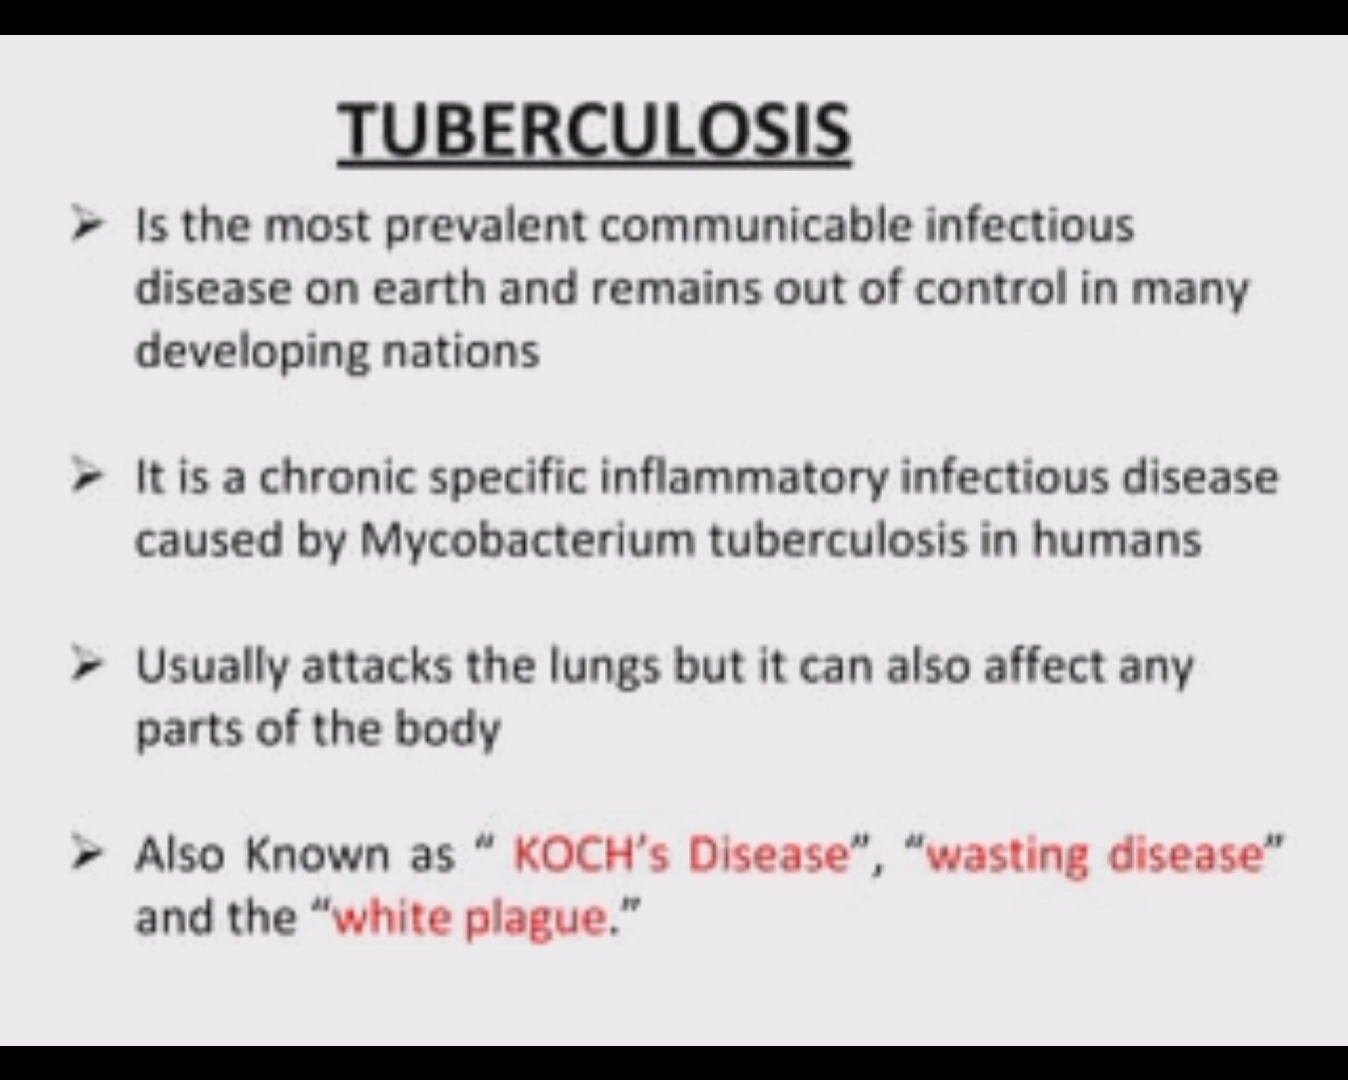 TUBERCULOSIS
➤ Is the most prevalent communicable infectious
disease on earth and remains out of control in many
developing nations
➤ It is a chronic specific inflammatory infectious disease
caused by Mycobacterium tuberculosis in humans
➤ Usually attacks the lungs but it can also affect any
parts of the body
➤ Also Known as “ KOCH’s Disease”, “wasting disease”
and the “white plague.”